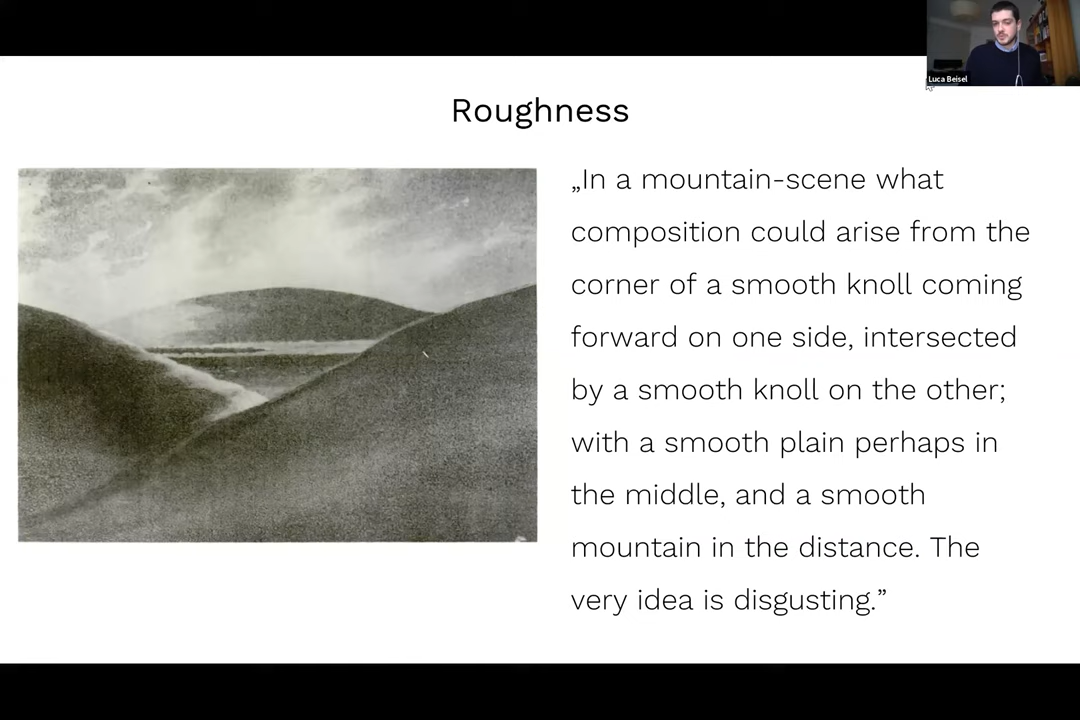 Luca Beisel
Roughness
„In a mountain-scene what
composition could arise from the
corner of a smooth knoll coming
forward on one side, intersected
by a smooth knoll on the other;
with a smooth plain perhaps in
the middle, and a smooth
mountain in the distance. The
very idea is disgusting.”